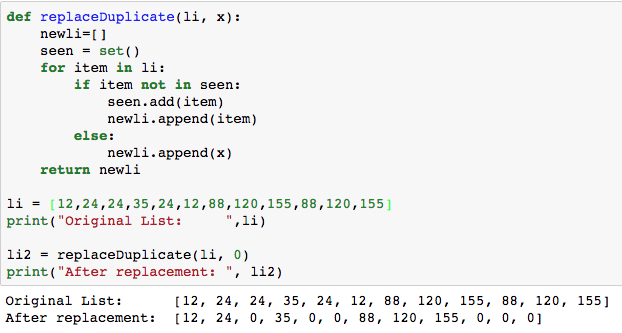 def replaceDuplicate(li, x):
    newli=[]
    seen = set()
    for item in li:
        if item not in seen:
            seen.add(item)
            newli.append(item)
        else:
            newli.append(x)
    return newli

li = [12,24,24,35,24,12,88,120,155,88,120,155]
print("Original List:     ",li)

li2 = replaceDuplicate(li, 0)
print("After replacement: ", li2)
Original List:      [12, 24, 24, 35, 24, 12, 88, 120, 155, 88, 120, 155]
After replacement:  [12, 24, 0, 35, 0, 0, 88, 120, 155, 0, 0, 0]